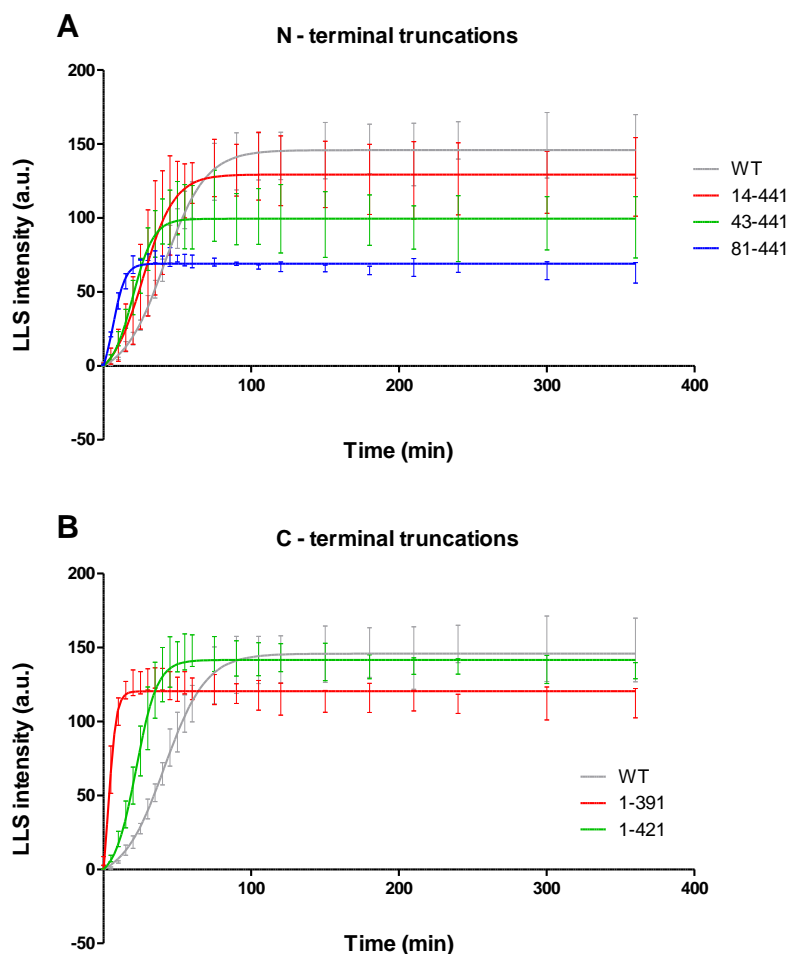 A
N - terminal truncations
200
150
100
50
0
-50
100
200
300
400
LLS intensity (a.u.)
Time (min)
WT
14-441
43-441
81-441
B
C - terminal truncations
200
150
100
50
0
-50
100
200
300
400
LLS intensity (a.u.)
Time (min)
WT
1-391
1-421